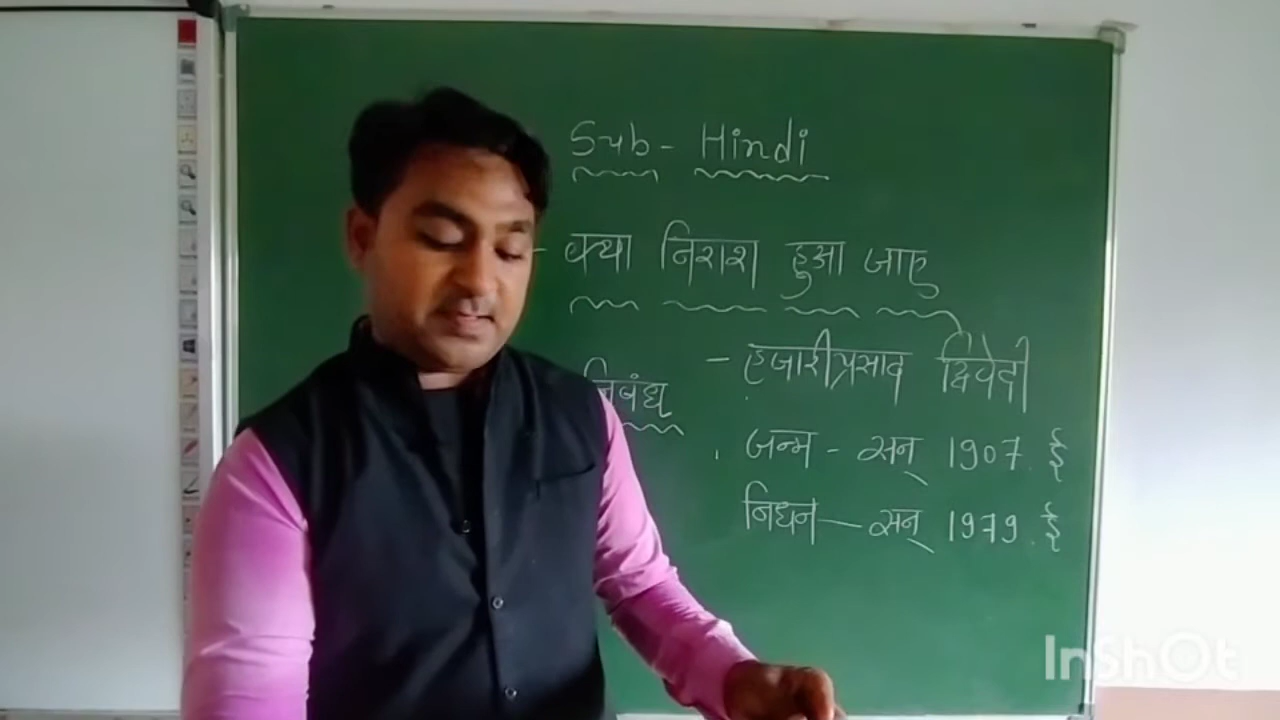 Sub - Hindi
- क्या निराश हुआ जाए
- हजारीप्रसाद द्विवेदी
निबंध
जन्म - सन् 1907. ई
निधन - सन् 1979. ई
InShOt